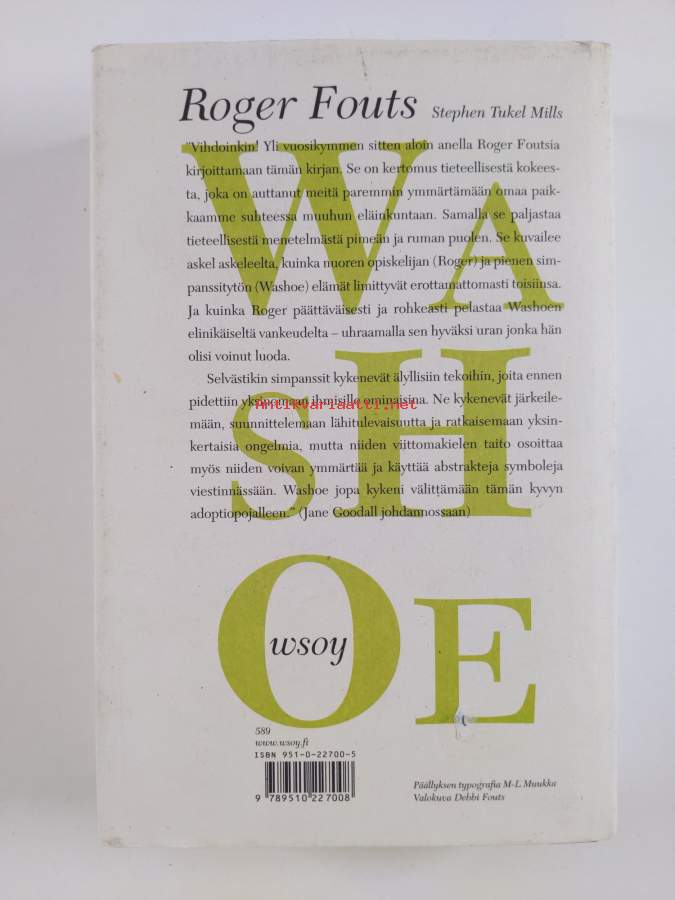 Roger Fouts Stephen Tukel Mills
"Vihdoinkin! Yli vuosikymmen sitten aloin anella Roger Foutsia
kirjoittamaan tämän kirjan. Se on kertomus tieteellisestä kokees-
ta, joka on auttanut meitä paremmin ymmärtämään omaa paik-
kaamme suhteessa muuhun eläinkuntaan. Samalla se paljastaa
tieteellisestä menetelmästä pimeän ja ruman puolen. Se kuvailee
askel askeleelta, kuinka nuoren opiskelijan (Roger) ja pienen sim-
panssitytön (Washoe) elämät limittyvät erottamattomasti toisiinsa.
Ja kuinka Roger päättäväisesti ja rohkeasti pelastaa Washoen
elinikäiseltä vankeudelta – uhraamalla sen hyväksi uran jonka hän
olisi voinut luoda.
Selvästikin simpanssit kykenevät älyllisiin tekoihin, joita ennen
pidettiin yksinomaan ihmisille ominaisina. Ne kykenevät järkeile-
mään, suunnittelemaan lähitulevaisuutta ja ratkaisemaan yksin-
kertaisia ongelmia, mutta niiden viittomakielen taito osoittaa
myös niiden voivan ymmärtää ja käyttää abstrakteja symboleja
viestinnässään. Washoe jopa kykeni välittämään tämän kyvyn
adoptiopojalleen." (Jane Goodall johdannossaan)
Antikvariaatti.net
WA
SH
OE
wsoy
589
www.wsoy.fi
ISBN 951-0-22700-5
9 789510 227008
Päällyksen typografia M-L Muukka
Valokuva Debbi Fouts